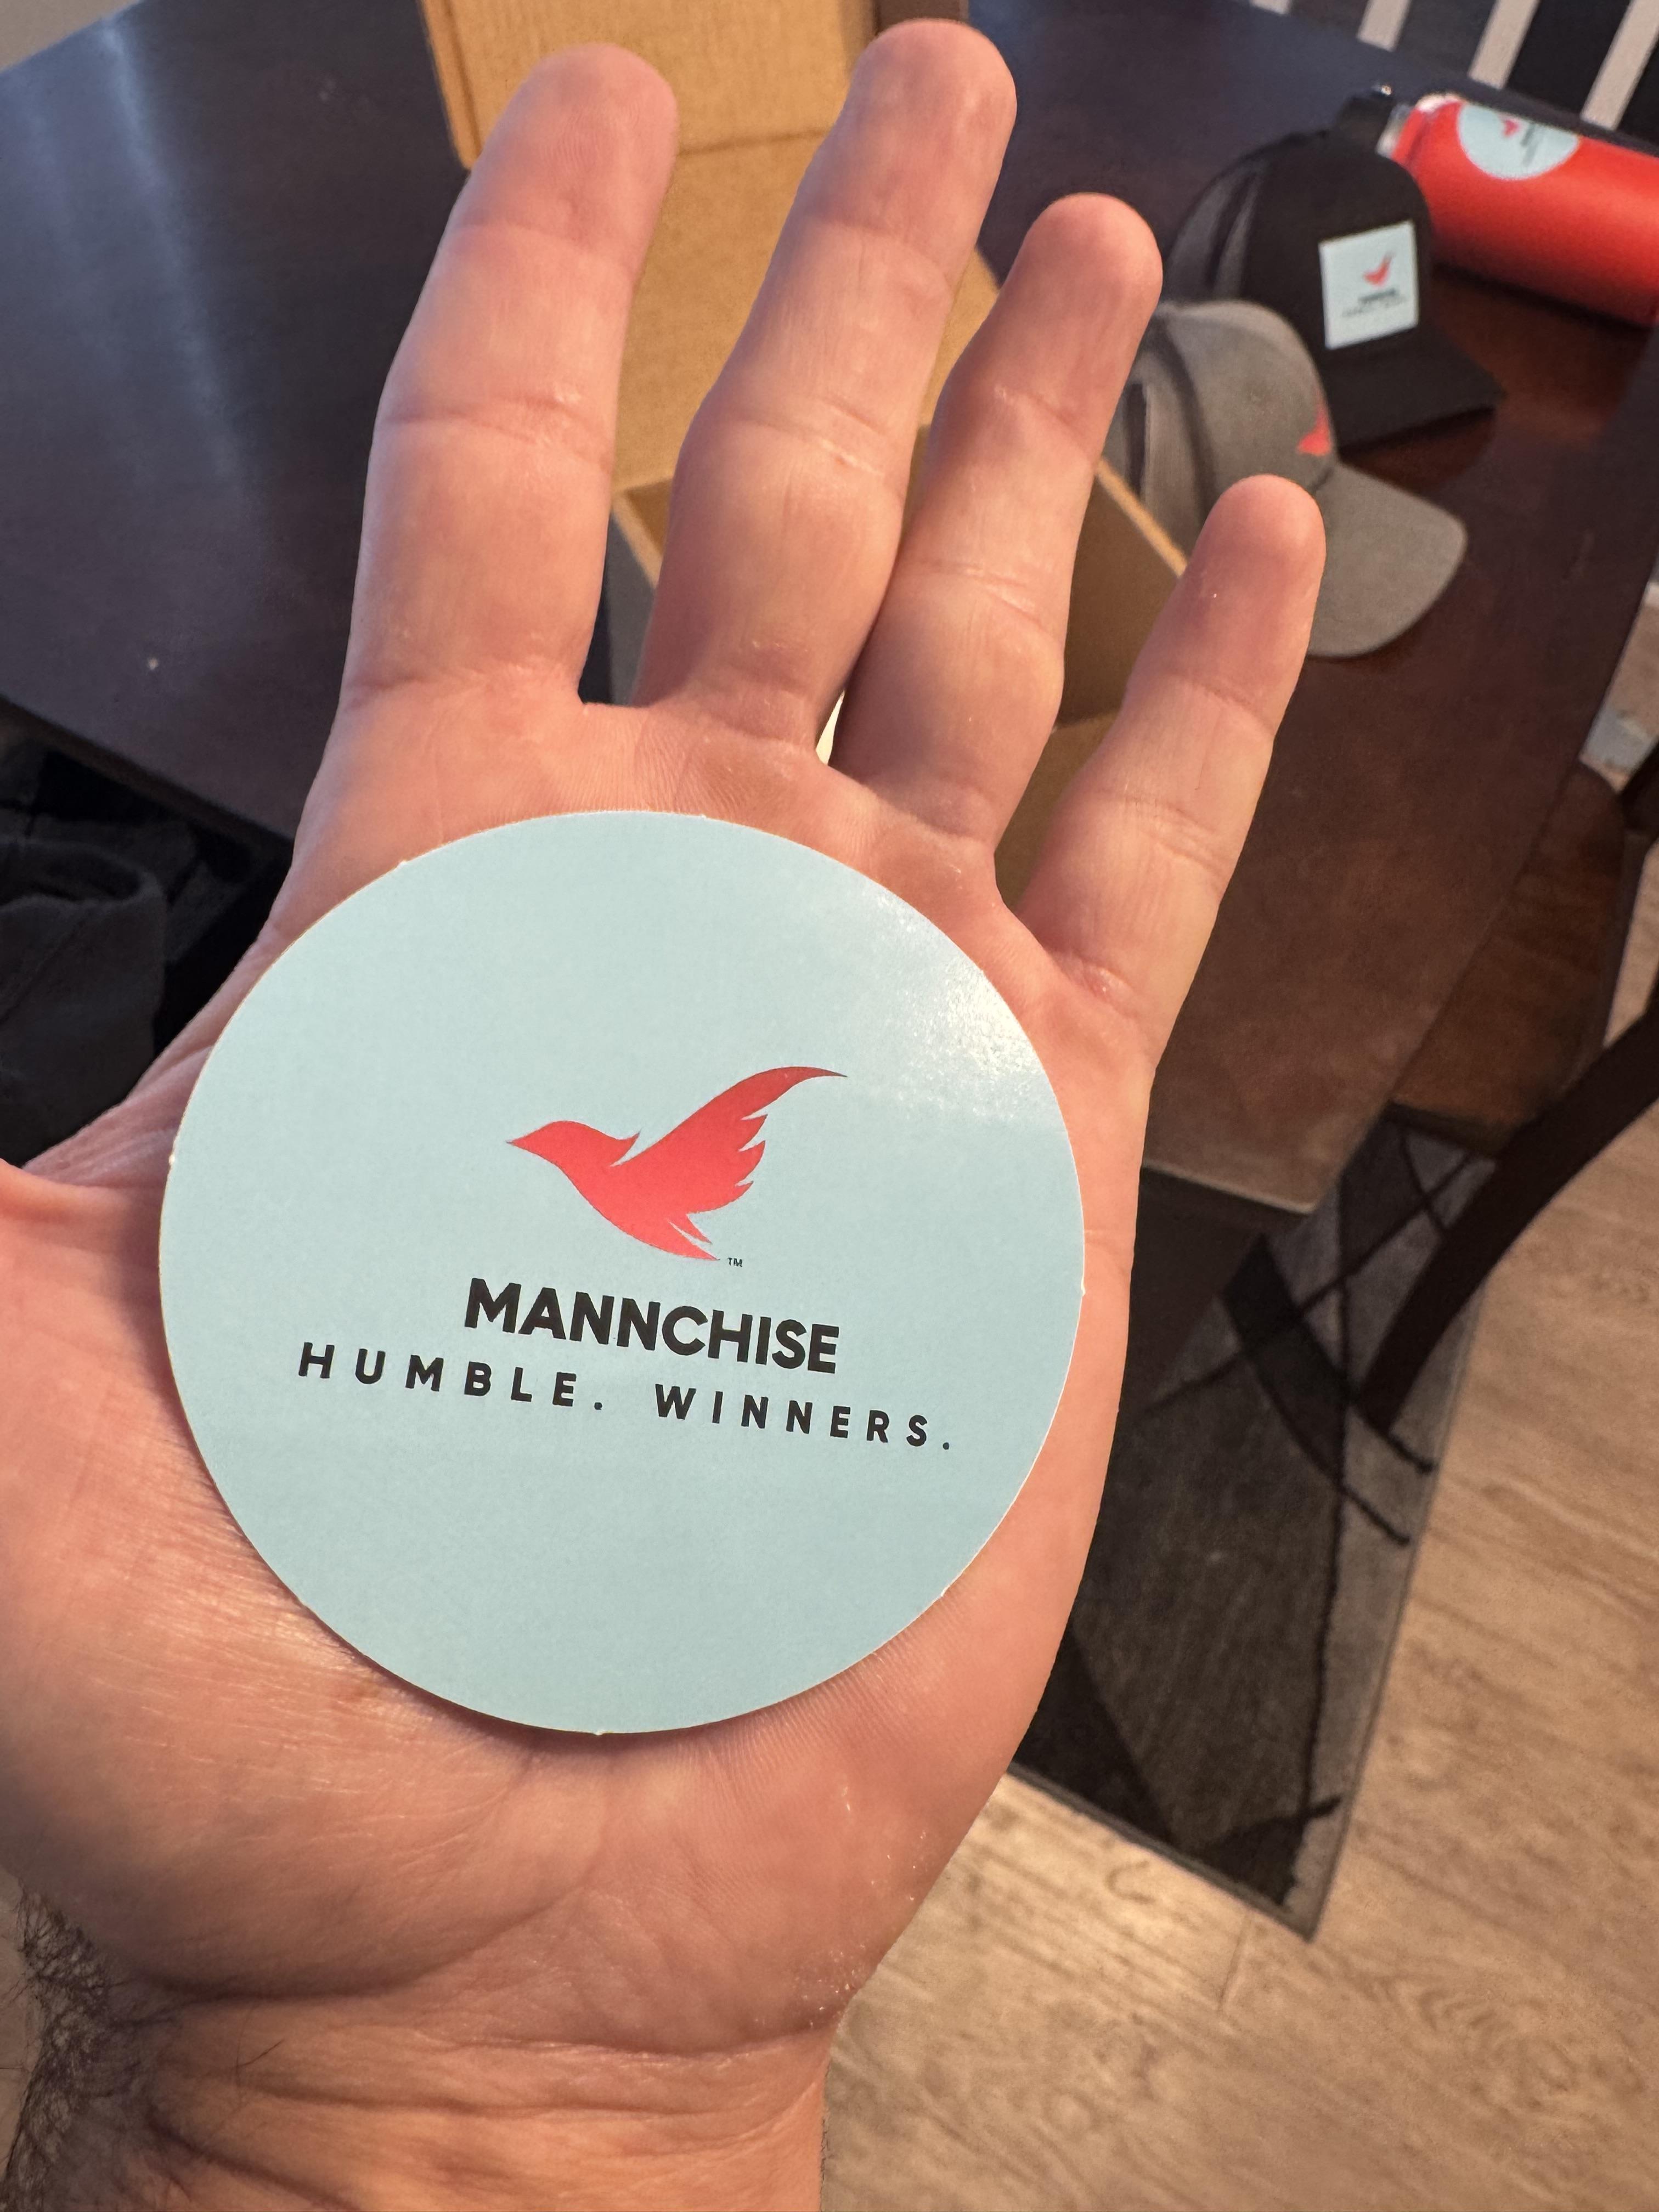 ™
MANNCHISE
HUMBLE. WINNERS.